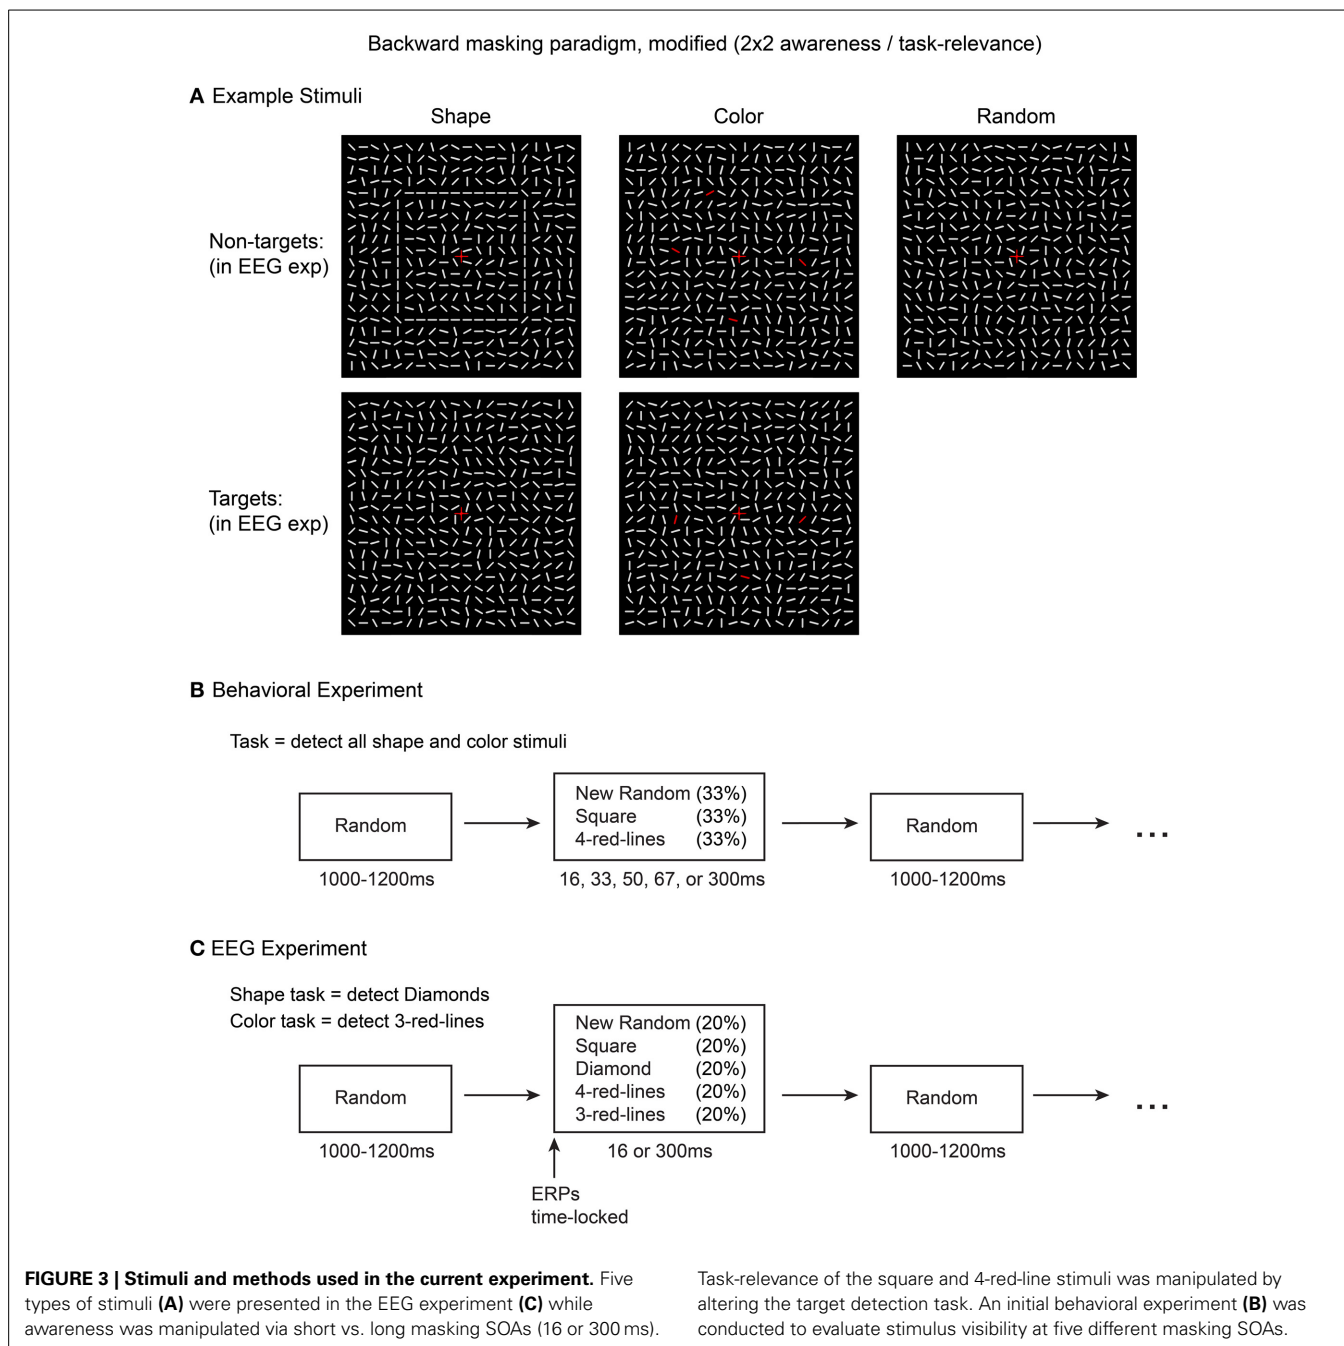 Backward masking paradigm, modified (2x2 awareness / task-relevance)
A Example Stimuli
Shape
Color
Random
Non-targets:
(in EEG exp)
Targets:
(in EEG exp)
B Behavioral Experiment
Task = detect all shape and color stimuli
Random
1000-1200ms
New Random (33%)
Square (33%)
4-red-lines (33%)
16, 33, 50, 67, or 300ms
Random
1000-1200ms
...
C EEG Experiment
Shape task = detect Diamonds
Color task = detect 3-red-lines
Random
1000-1200ms
New Random (20%)
Square (20%)
Diamond (20%)
4-red-lines (20%)
3-red-lines (20%)
16 or 300ms
ERPs
time-locked
Random
1000-1200ms
...
FIGURE 3 | Stimuli and methods used in the current experiment. Five
types of stimuli (A) were presented in the EEG experiment (C) while
awareness was manipulated via short vs. long masking SOAs (16 or 300 ms).
Task-relevance of the square and 4-red-line stimuli was manipulated by
altering the target detection task. An initial behavioral experiment (B) was
conducted to evaluate stimulus visibility at five different masking SOAs.